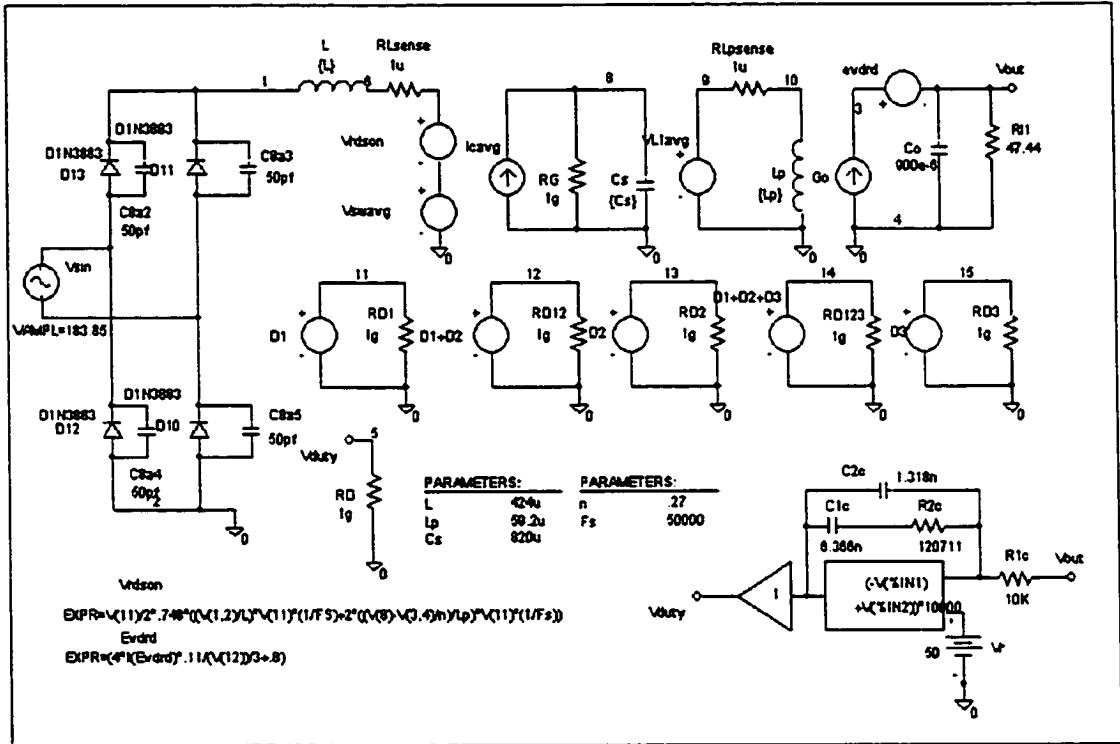 L
{L}
RLsense
1u
1
6
D1N3883
D1N3883
D13
D11
C8a3
50pf
C8a2
50pf
Vrdson
Vswavg
0
Icavg
8
RG
1g
Cs
{Cs}
0
RLpsense
1u
9
10
VL1avg
Lp
{Lp}
0
evdrd
Vout
3
Go
Co
900e-6
Rl1
47.44
4
0
Vsin
VAMPL=183.85
D1N3883
D1N3883
D12
D10
C8a5
50pf
C8a4
50pf
2
0
11
D1
RD1
1g
0
12
D1+D2
RD12
1g
0
13
D2
RD2
1g
0
14
D1+D2+D3
RD123
1g
0
15
D3
RD3
1g
0
Vduty
5
RD
1g
0
PARAMETERS:
L 424u
Lp 59.2u
Cs 820u
PARAMETERS:
n .27
Fs 50000
C2c
1.318n
C1c
R2c
6.366n
120711
R1c
10K
Vout
(-V(%IN1)
+V(%IN2))*10000
1
Vduty
50
Vr
0
Vrdson
EXPR=V(11)/2*.748*((V(1,2)/L)*V(11)*(1/FS)+2*((V(8)-V(3,4)/n)/Lp)*V(11)*(1/Fs))
Evdrd
EXPR=(4*I(Evdrd)*.11/(V(12))/3+.8)